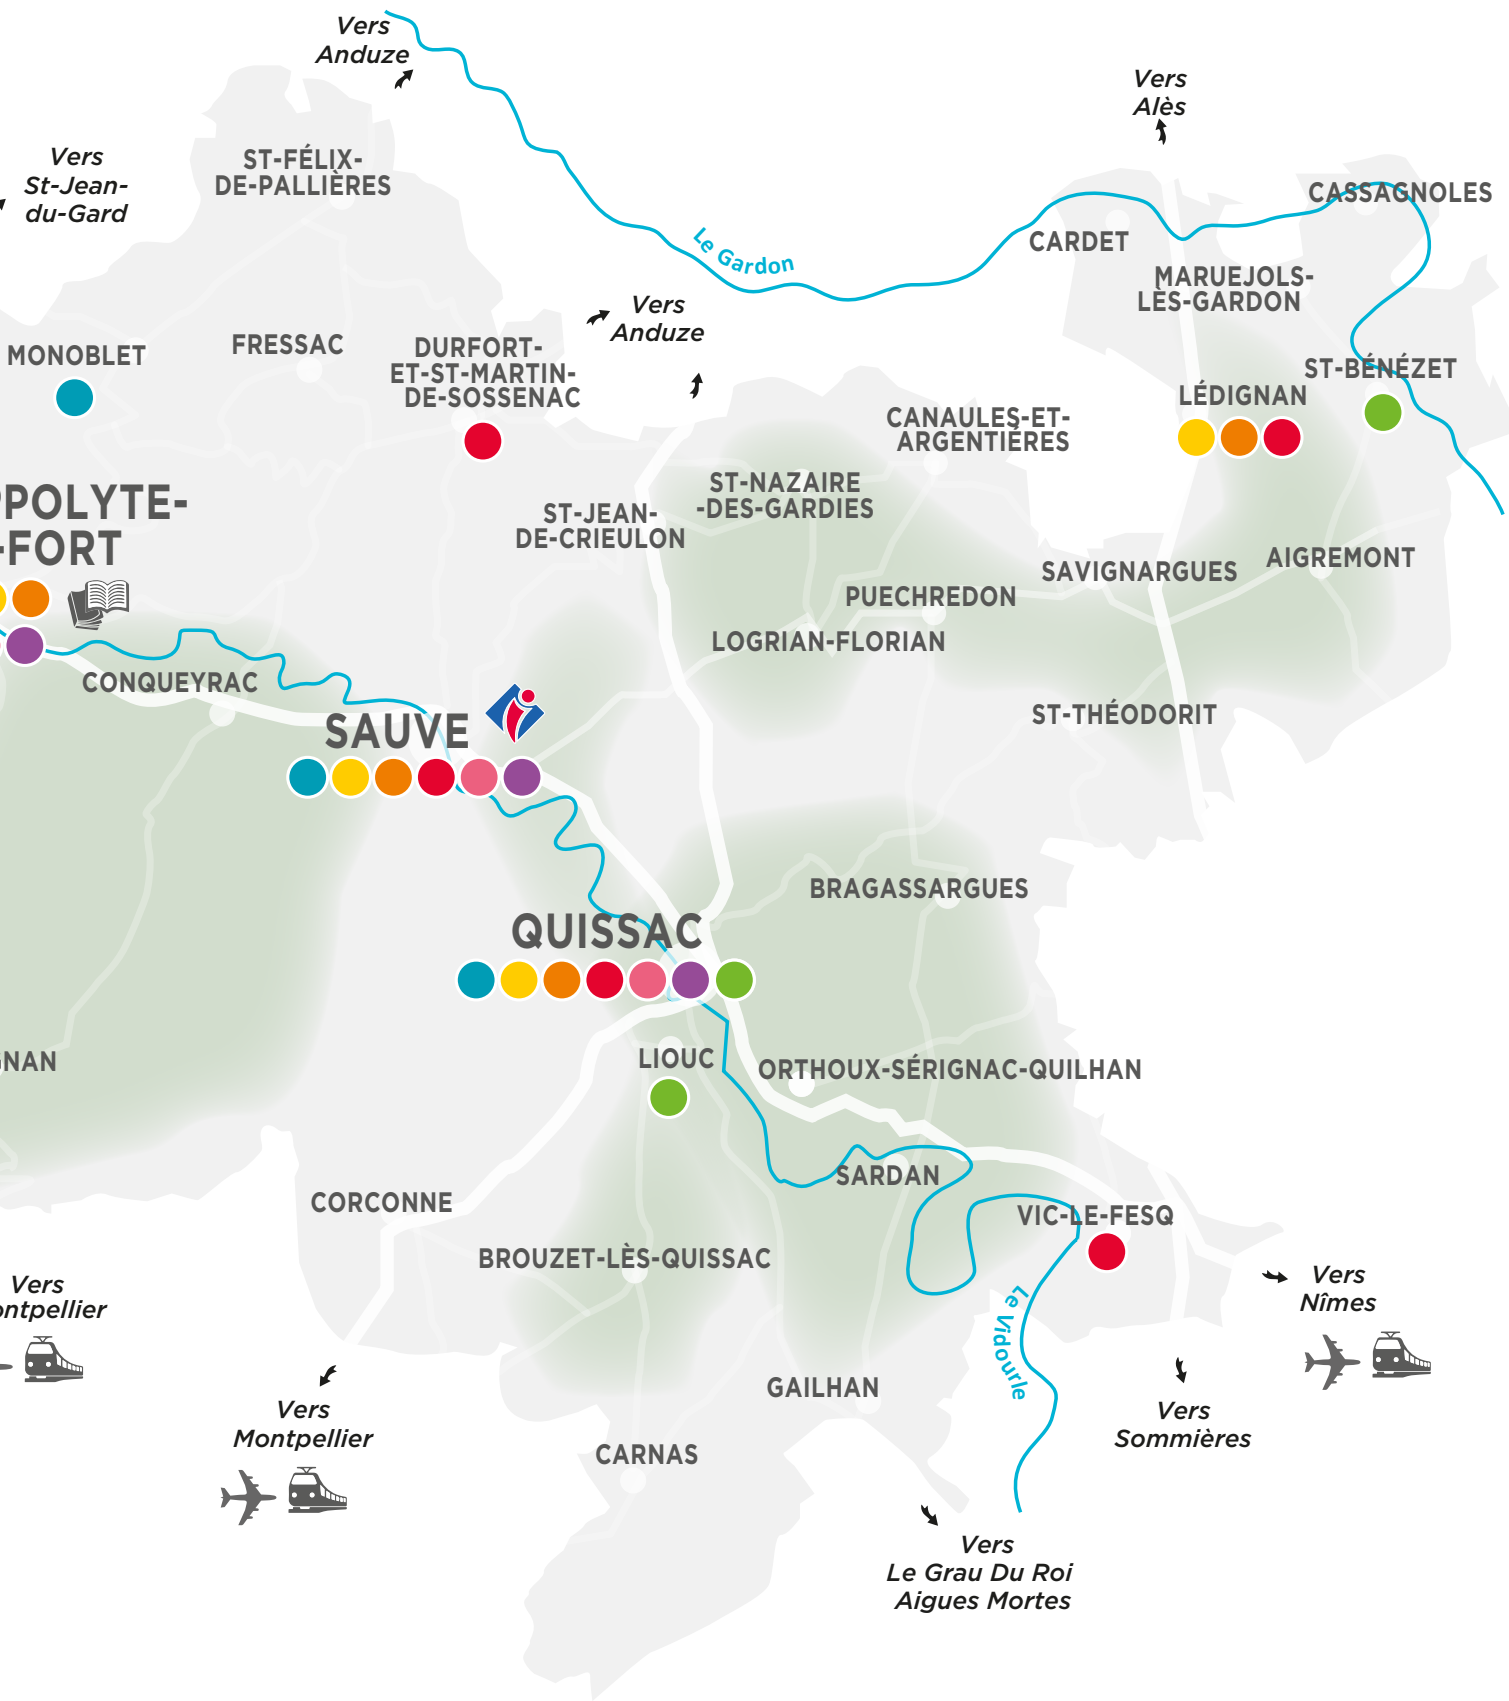 Vers
Anduze
Vers
Alès
Vers
St-Jean-
du-Gard
ST-FÉLIX-
DE-PALLIÈRES
CASSAGNOLES
CARDET
Le Gardon
MARUEJOLS-
LÈS-GARDON
Vers
Anduze
MONOBLET
FRESSAC
DURFORT-
ET-ST-MARTIN-
DE-SOSSENAC
ST-BÉNÉZET
LÉDIGNAN
CANAULES-ET-
ARGENTIÈRES
ST-NAZAIRE
-DES-GARDIES
PPOLYTE-
-FORT
ST-JEAN-
DE-CRIEULON
SAVIGNARGUES
AIGREMONT
PUECHREDON
LOGRIAN-FLORIAN
CONQUEYRAC
ST-THÉODORIT
SAUVE
BRAGASSARGUES
QUISSAC
GNAN
LIOUC
ORTHOUX-SÉRIGNAC-QUILHAN
SARDAN
CORCONNE
VIC-LE-FESQ
BROUZET-LÈS-QUISSAC
Vers
ontpellier
Vers
Nîmes
Le Vidourle
GAILHAN
Vers
Montpellier
Vers
Sommières
CARNAS
Vers
Le Grau Du Roi
Aigues Mortes